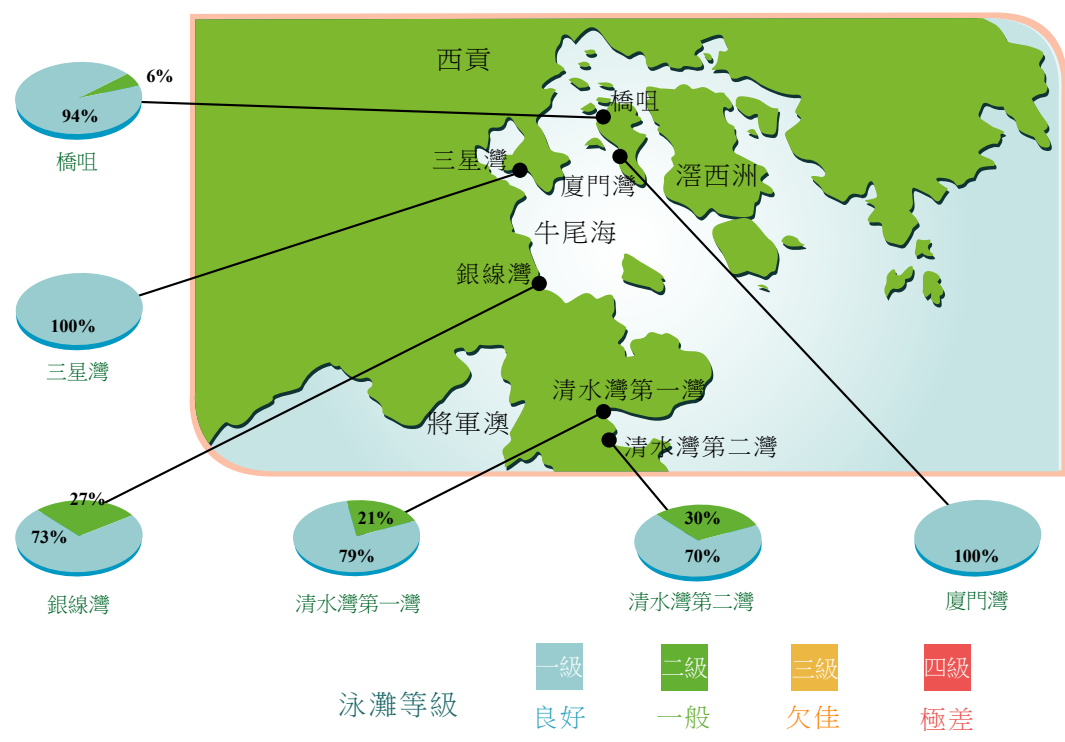 西貢
6%
94%
橋咀
橋咀
三星灣
廈門灣
滘西洲
牛尾海
銀線灣
100%
三星灣
清水灣第一灣
將軍澳
清水灣第二灣
27%
73%
銀線灣
21%
79%
清水灣第一灣
30%
70%
清水灣第二灣
100%
廈門灣
泳灘等級
一級
二級
三級
四級
良好
一般
欠佳
極差